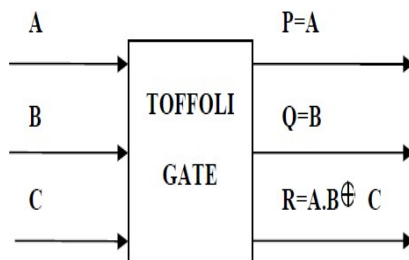 A
P=A
TOFFOLI
B
Q=B
GATE
C
R=A.B⊕ C